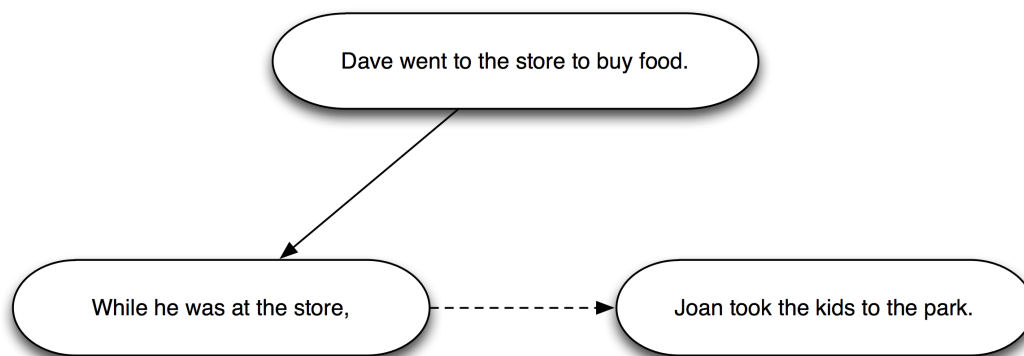 Dave went to the store to buy food.
While he was at the store,
Joan took the kids to the park.